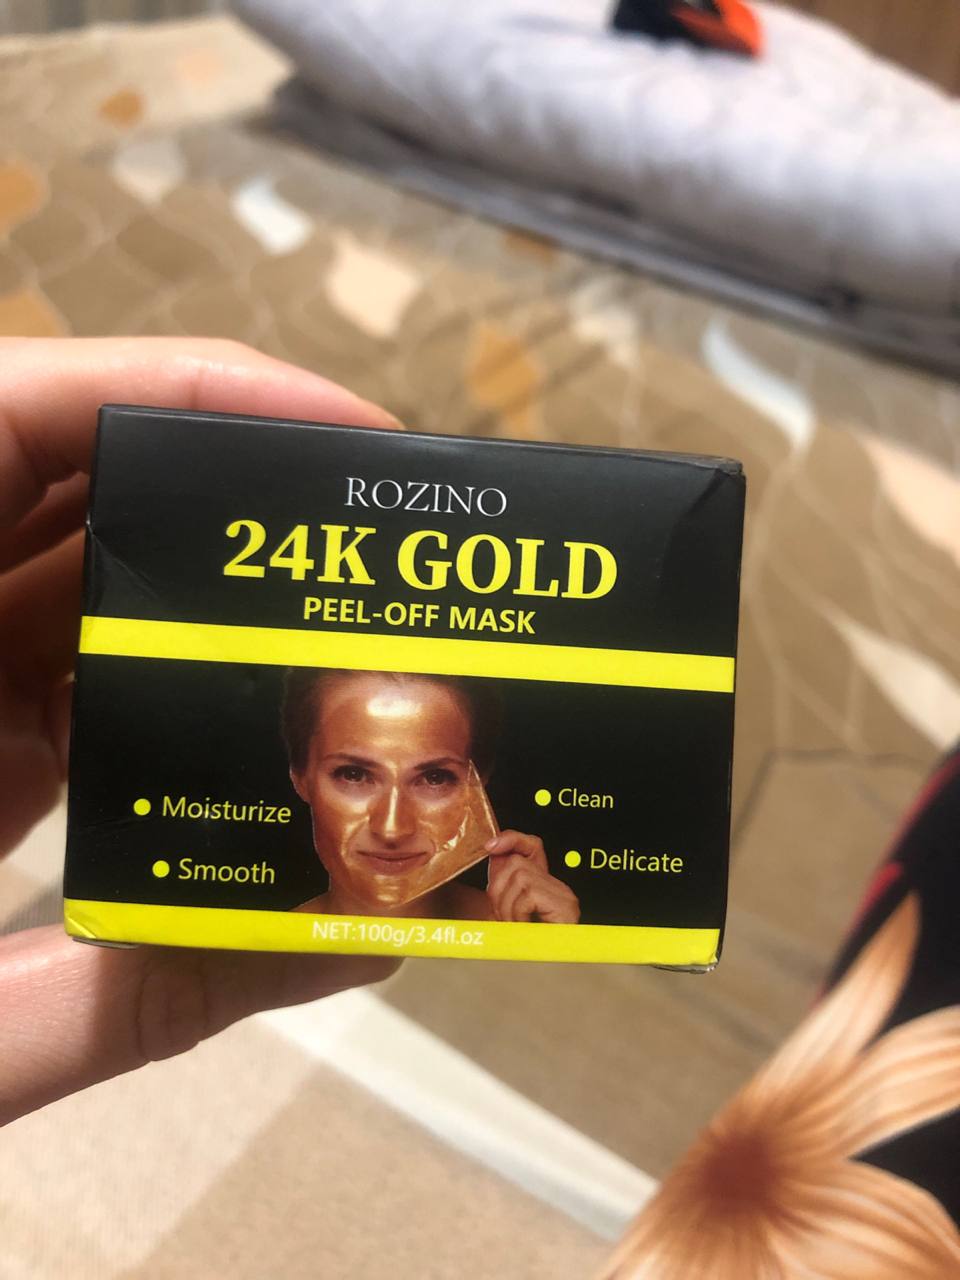 ROZINO
24K GOLD
PEEL-OFF MASK
Moisturize
Clean
Smooth
Delicate
NET:100g/3.4fl.oz